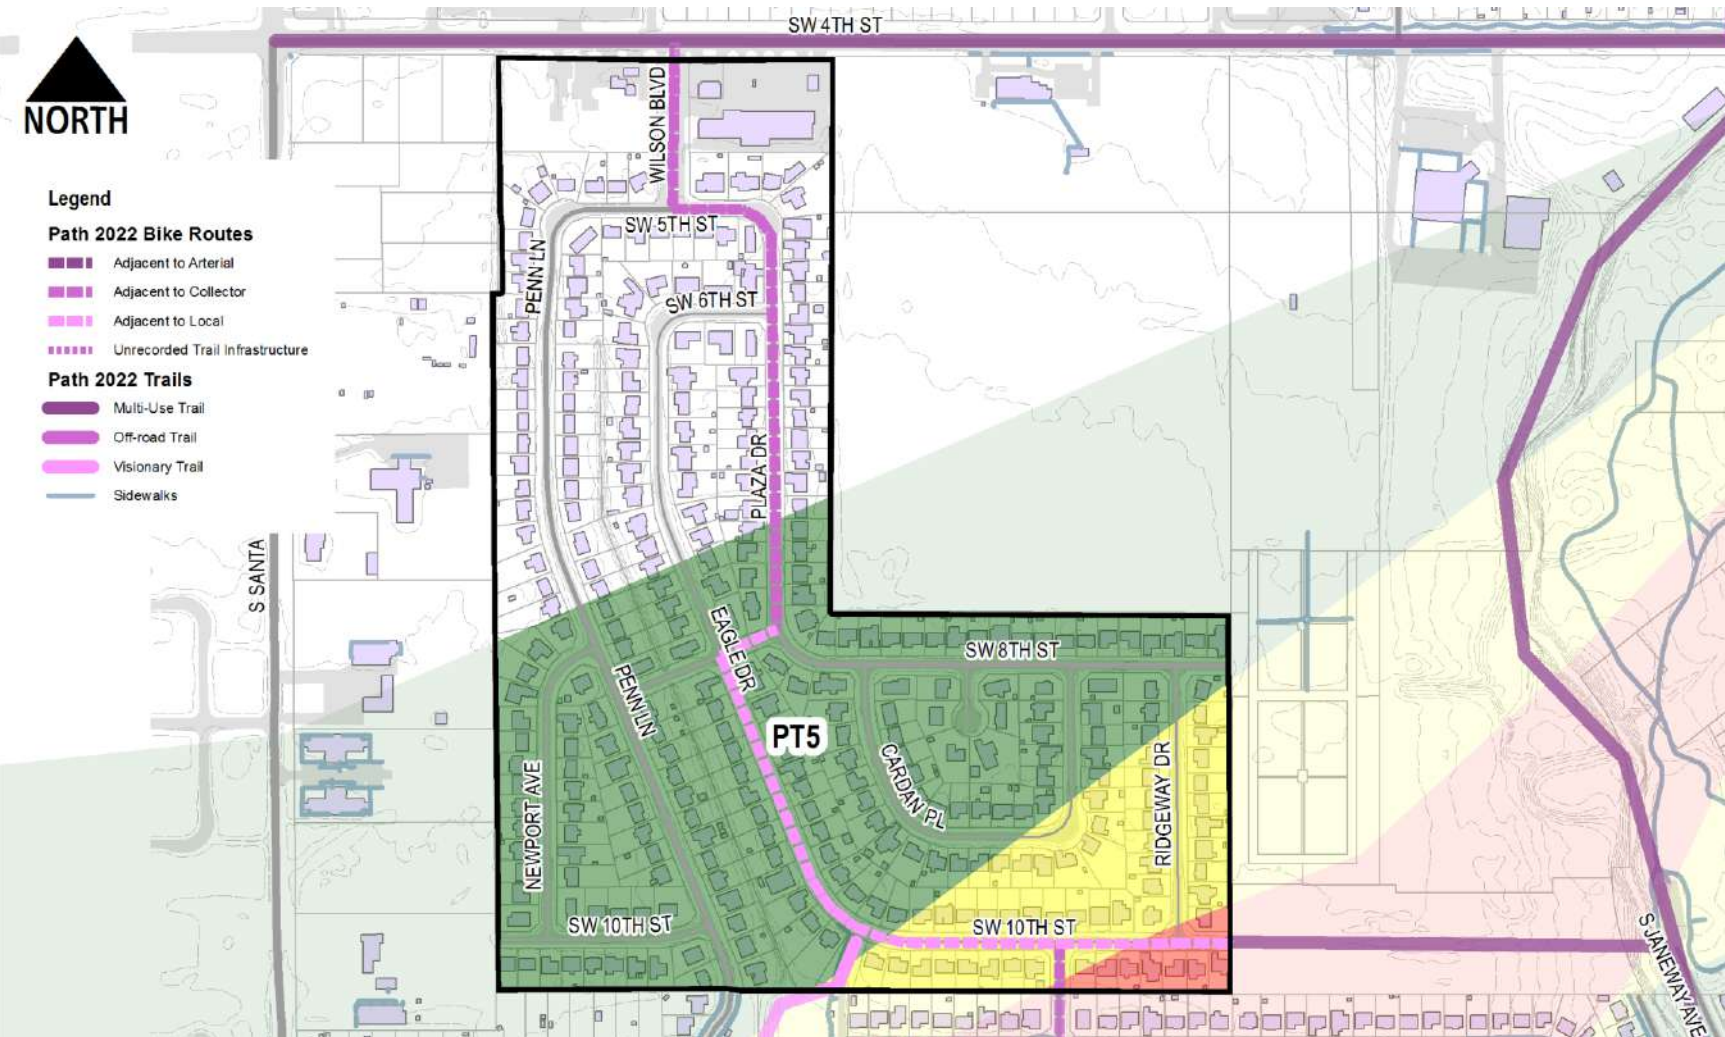 SW 4TH ST
NORTH
WILSON BLVD
Legend
Path 2022 Bike Routes
Adjacent to Arterial
Adjacent to Collector
Adjacent to Local
Unrecorded Trail Infrastructure
Path 2022 Trails
Multi-Use Trail
Off-road Trail
Visionary Trail
Sidewalks
SW 5TH ST
PENN LN
SW 6TH ST
PLAZA DR
S SANTA
EAGLE DR
SW 8TH ST
PENN LN
PT5
CARDAN PL
RIDGEWAY DR
NEWPORT AVE
SW 10TH ST
SW 10TH ST
S JANEWAY AVE